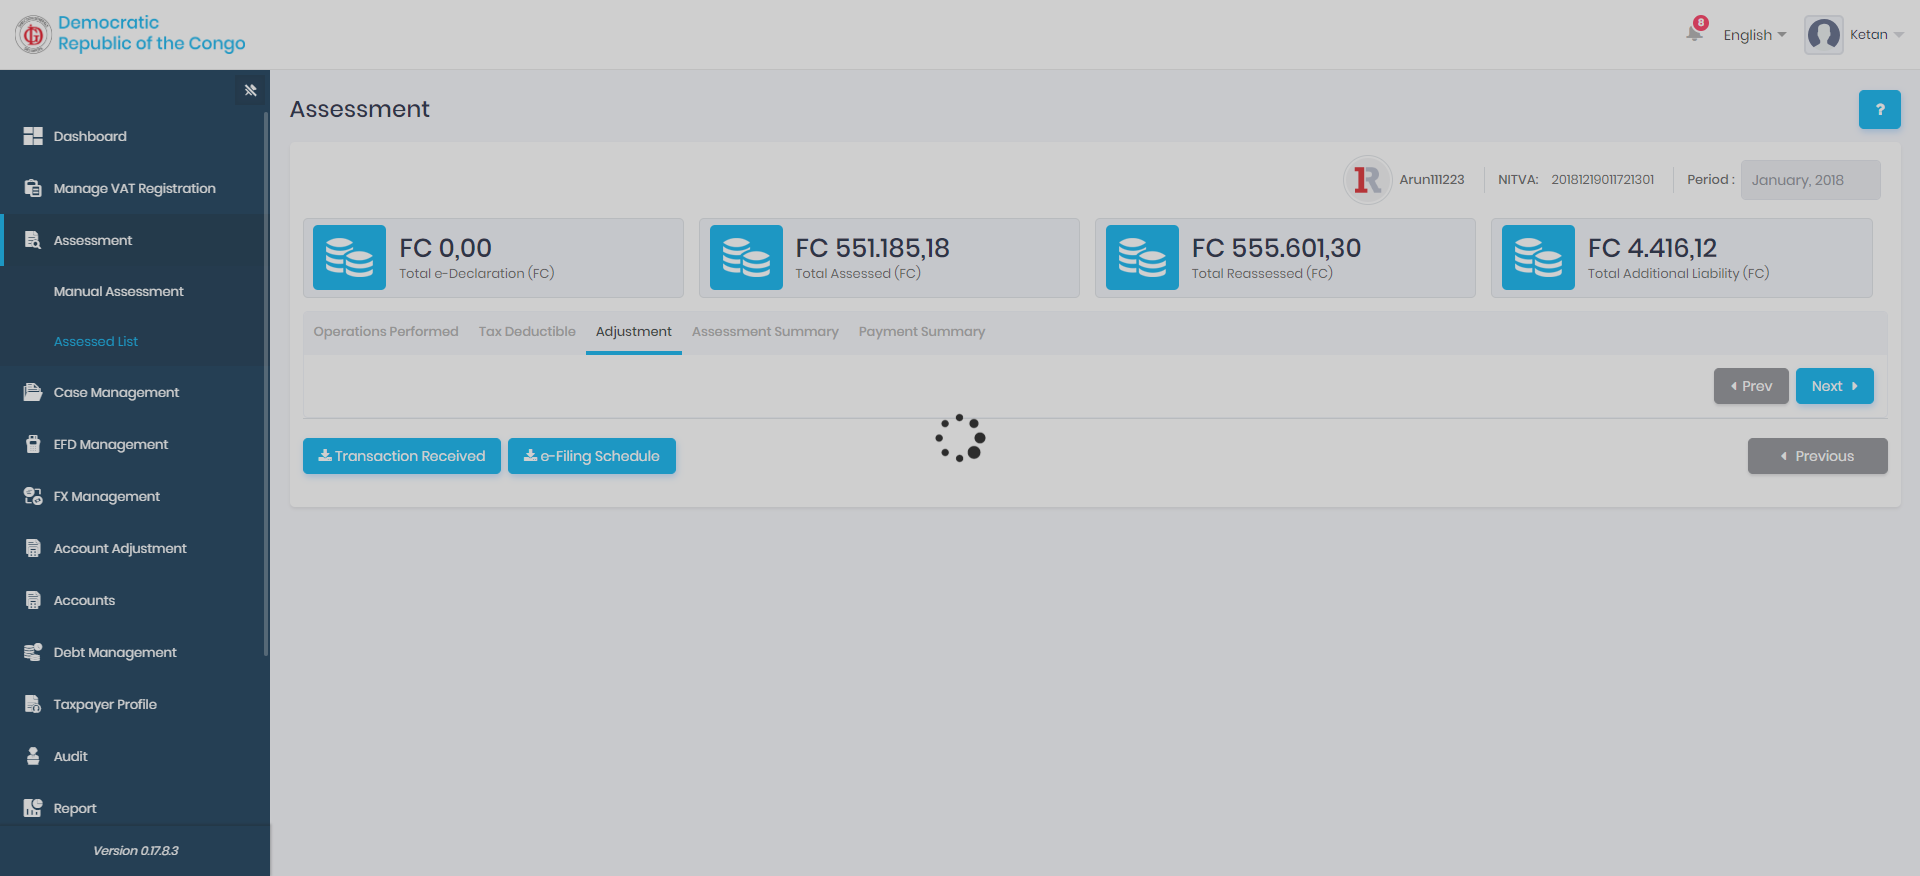 Democratic
Republic of the Congo
8
English
Ketan
Dashboard
Manage VAT Registration
Assessment
Manual Assessment
Assessed List
Case Management
EFD Management
FX Management
Account Adjustment
Accounts
Debt Management
Taxpayer Profile
Audit
Report
Version 0.17.8.3
Assessment
?
Arun111223
NITVA: 20181219011721301
Period : January, 2018
FC 0,00
Total e-Declaration (FC)
FC 551.185,18
Total Assessed (FC)
FC 555.601,30
Total Reassessed (FC)
FC 4.416,12
Total Additional Liability (FC)
Operations Performed Tax Deductible Adjustment Assessment Summary Payment Summary
Prev Next
Transaction Received e-Filing Schedule Previous